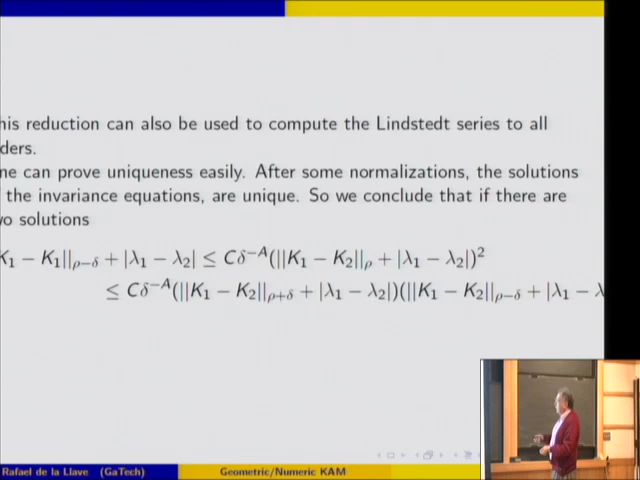 his reduction can also be used to compute the Lindstedt series to all
ders.
ne can prove uniqueness easily. After some normalizations, the solutions
the invariance equations, are unique. So we conclude that if there are
wo solutions
K₁ − K₁||ρ−δ + |λ₁ − λ₂| ≤ Cδ⁻ᴬ(||K₁ − K₂||ρ + |λ₁ − λ₂|)²
≤ Cδ⁻ᴬ(||K₁ − K₂||ρ+δ + |λ₁ − λ₂|)(||K₁ − K₂||ρ−δ + |λ₁ − λ
Rafael de la Llave (GaTech) Geometric/Numeric KAM